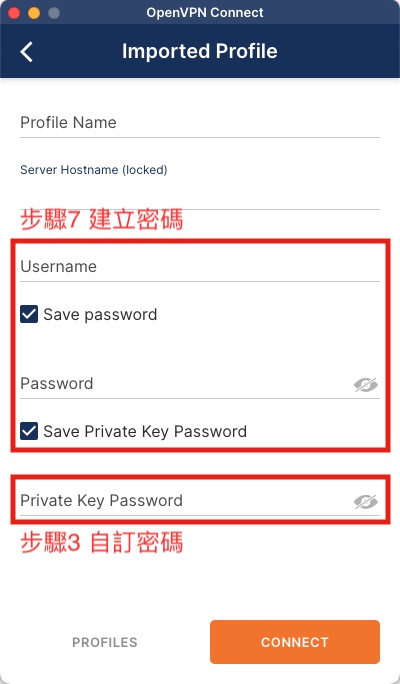 OpenVPN Connect
Imported Profile
Profile Name
Server Hostname (locked)
步驟7 建立密碼
Username
Save password
Password
Save Private Key Password
Private Key Password
步驟3 自訂密碼
PROFILES
CONNECT